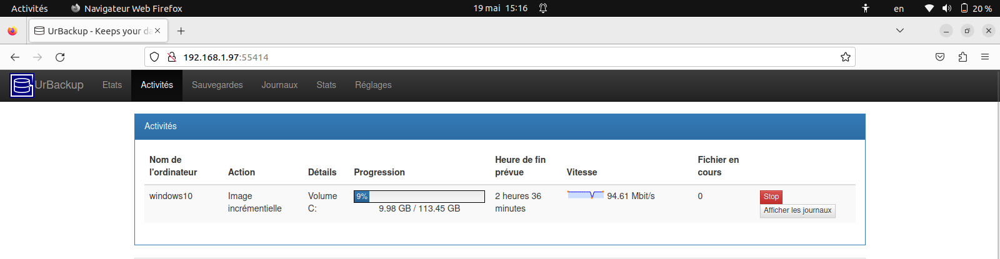 Activités Navigateur Web Firefox 19 mai 15:16 en 20 %
UrBackup - Keeps your da
192.168.1.97:55414
UrBackup Etats Activités Sauvegardes Journaux Stats Réglages
Activités
Nom de l'ordinateur Action Détails Progression Heure de fin prévue Vitesse Fichier en cours
windows10 Image incrémentielle Volume C: 9% 2 heures 36 minutes 94.61 Mbit/s 0 Stop
9.98 GB / 113.45 GB Afficher les journaux